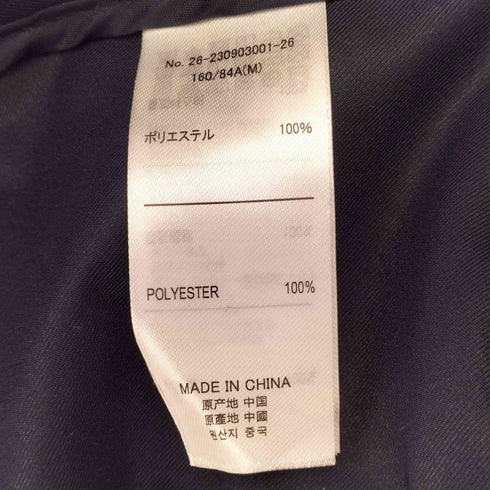 No. 26-230903001-26
160/84A(M)
ポリエステル 100%
POLYESTER 100%
MADE IN CHINA
原产地 中国
原產地 中國
원산지 중국